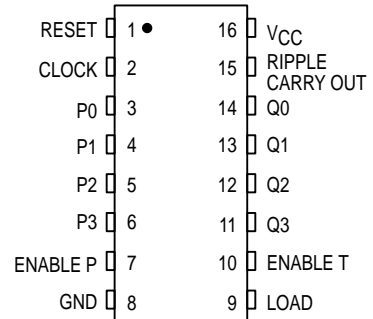 RESET 1 16 VCC
CLOCK 2 15 RIPPLE
CARRY OUT
P0 3 14 Q0
P1 4 13 Q1
P2 5 12 Q2
P3 6 11 Q3
ENABLE P 7 10 ENABLE T
GND 8 9 LOAD